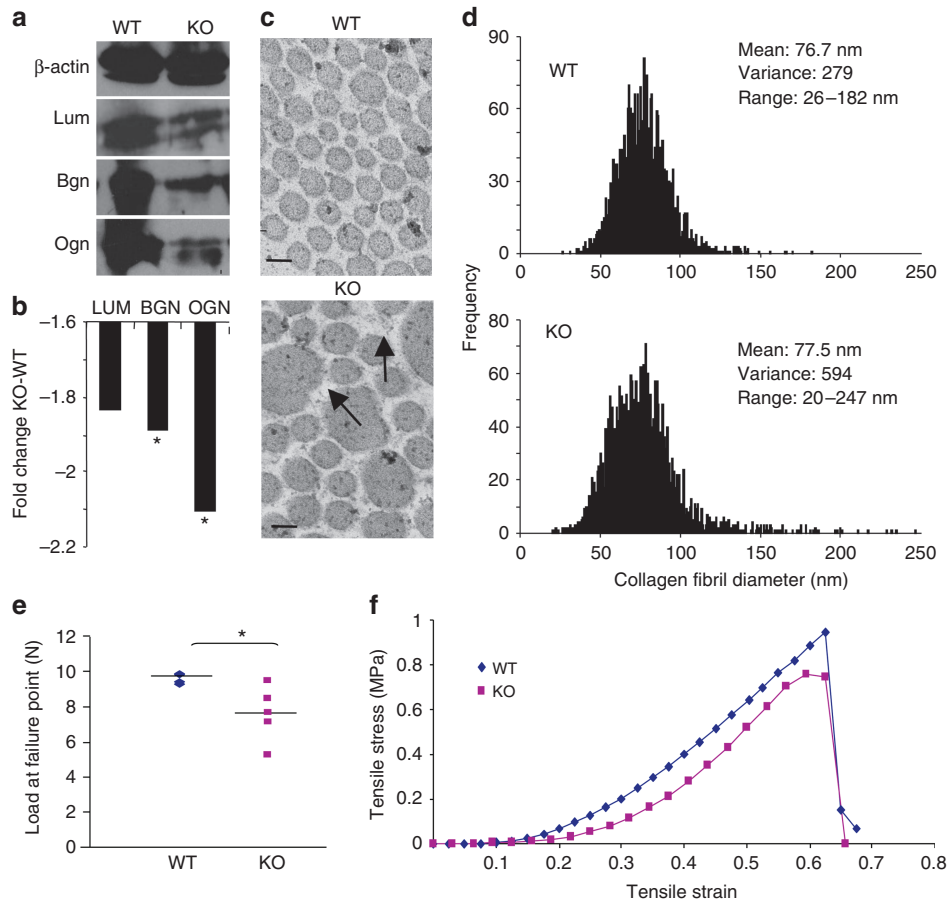 a
WT KO
β-actin
Lum
Bgn
Ogn
b
LUM BGN OGN
−1.6
−1.8
−2
−2.2
Fold change KO-WT
*
*
c
WT
KO
d
90
60
30
0
WT
Mean: 76.7 nm
Variance: 279
Range: 26–182 nm
0 50 100 150 200 250
Frequency
80
60
40
20
0
KO
Mean: 77.5 nm
Variance: 594
Range: 20–247 nm
0 50 100 150 200 250
Collagen fibril diameter (nm)
e
Load at failure point (N)
12
10
8
6
4
2
0
*
WT KO
f
Tensile stress (MPa)
1
0.8
0.6
0.4
0.2
0
WT
KO
0.1 0.2 0.3 0.4 0.5 0.6 0.7 0.8
Tensile strain